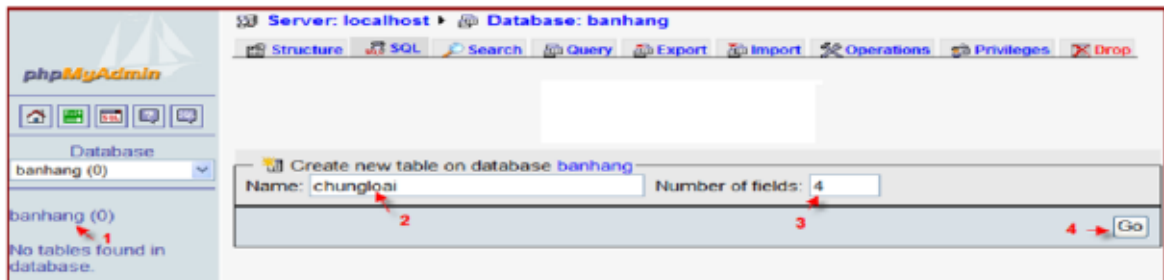 Server: localhost ▸ Database: banhang
Structure SQL Search Query Export Import Operations Privileges Drop
phpMyAdmin
SQL
Database
banhang (0)
banhang (0)
1
No tables found in
database.
Create new table on database banhang
Name: chungloai Number of fields: 4
2 3
4 Go